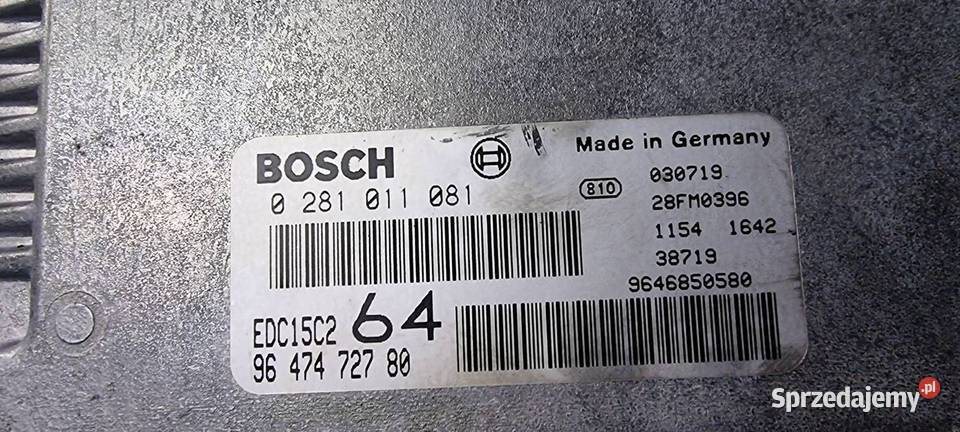 BOSCH
Made in Germany
0 281 011 081
810
030719
28FM0396
1154 1642
38719
9646850580
EDC15C2 64
96 474 727 80
Sprzedajemy.pl